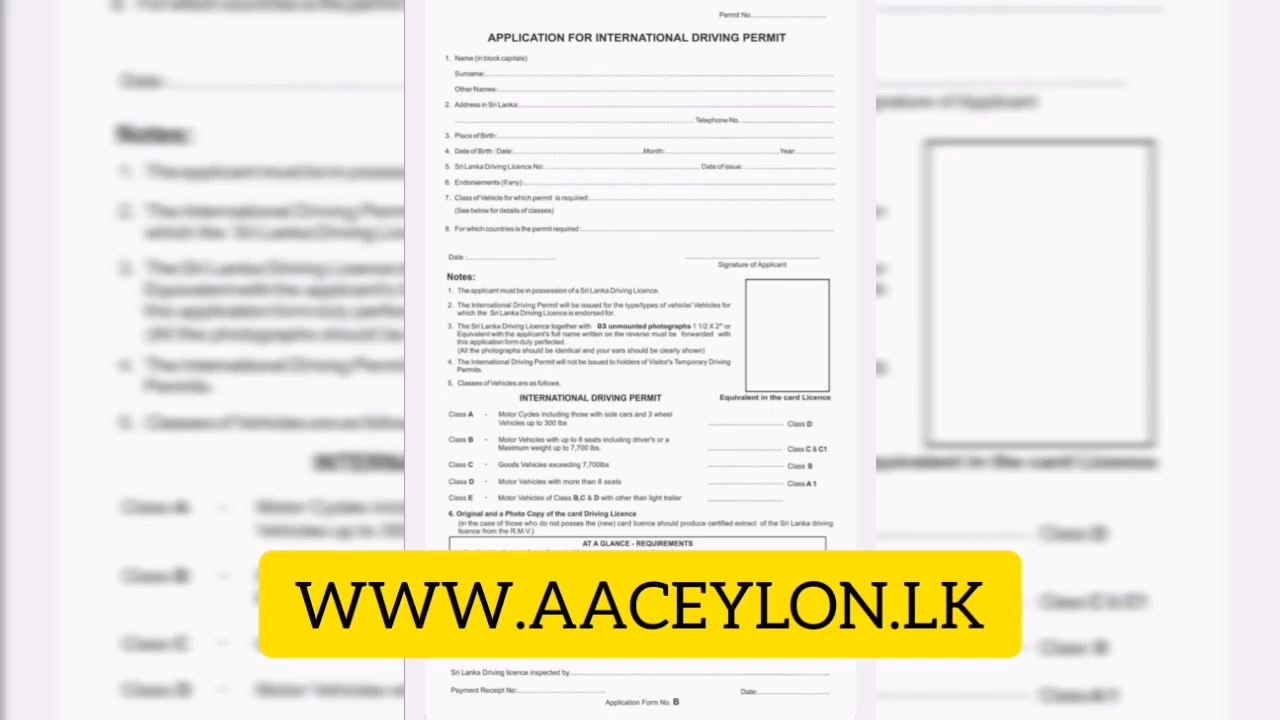 Permit No..............................
APPLICATION FOR INTERNATIONAL DRIVING PERMIT
1. Name (in block capitals)
Surname:..............................
Other Names:..............................
2. Address in Sri Lanka:..............................
.............................. Telephone No. ..............................
3. Place of Birth:..............................
4. Date of Birth : Date:..............................Month:..............................Year:..............
5. Sri Lanka Driving Licence No:.............................. Date of issue:..............................
6. Endorsements (if any) :..............................
7. Class of Vehicle for which permit is required:..............................
(See below for details of classes)
8. For which countries is the permit required :..............................
Date :..............................
Signature of Applicant
Notes:
1. The applicant must be in possession of a Sri Lanka Driving Licence.
2. The International Driving Permit will be issued for the type/types of vehicle/ Vehicles for
which the Sri Lanka Driving Licence is endorsed for.
3. The Sri Lanka Driving Licence together with 03 unmounted photographs 1 1/2 X 2" or
Equivalent with the applicant's full name written on the reverse must be forwarded with
this application form duly perfected.
(All the photographs should be identical and your ears should be clearly shown)
4. The International Driving Permit will not be issued to holders of Visitor's Temporary Driving
Permits.
5. Classes of Vehicles are as follows.
INTERNATIONAL DRIVING PERMIT Equivalent in the card Licence
Class A - Motor Cycles including those with side cars and 3 wheel
Vehicles up to 300 lbs .............................. Class D
Class B - Motor Vehicles with up to 8 seats including driver's or a
Maximum weight up to 7,700 lbs. .............................. Class C & C1
Class C - Goods Vehicles exceeding 7,700lbs .............................. Class B
Class D - Motor Vehicles with more than 8 seats .............................. Class A 1
Class E - Motor Vehicles of Class B,C & D with other than light trailer ..............................
6. Original and a Photo Copy of the card Driving Licence
(in the case of those who do not posses the (new) card licence should produce certified extract of the Sri Lanka driving
licence from the R.M.V.)
AT A GLANCE - REQUIREMENTS
WWW.AACEYLON.LK
Sri Lanka Driving licence inspected by..............................
Payment Receipt No:.............................. Date:..............................
Application Form No. B